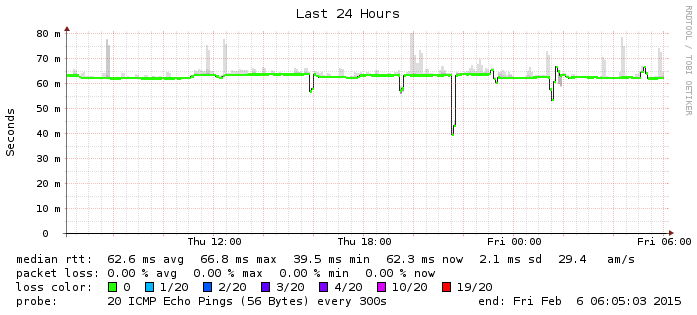 Last 24 Hours
RRDTOOL / TOBI OETIKER
Seconds
80 m
70 m
60 m
50 m
40 m
30 m
20 m
10 m
0
Thu 12:00 Thu 18:00 Fri 00:00 Fri 06:00
median rtt: 62.6 ms avg 66.8 ms max 39.5 ms min 62.3 ms now 2.1 ms sd 29.4 am/s
packet loss: 0.00 % avg 0.00 % max 0.00 % min 0.00 % now
loss color: 0 1/20 2/20 3/20 4/20 10/20 19/20
probe: 20 ICMP Echo Pings (56 Bytes) every 300s end: Fri Feb 6 06:05:03 2015